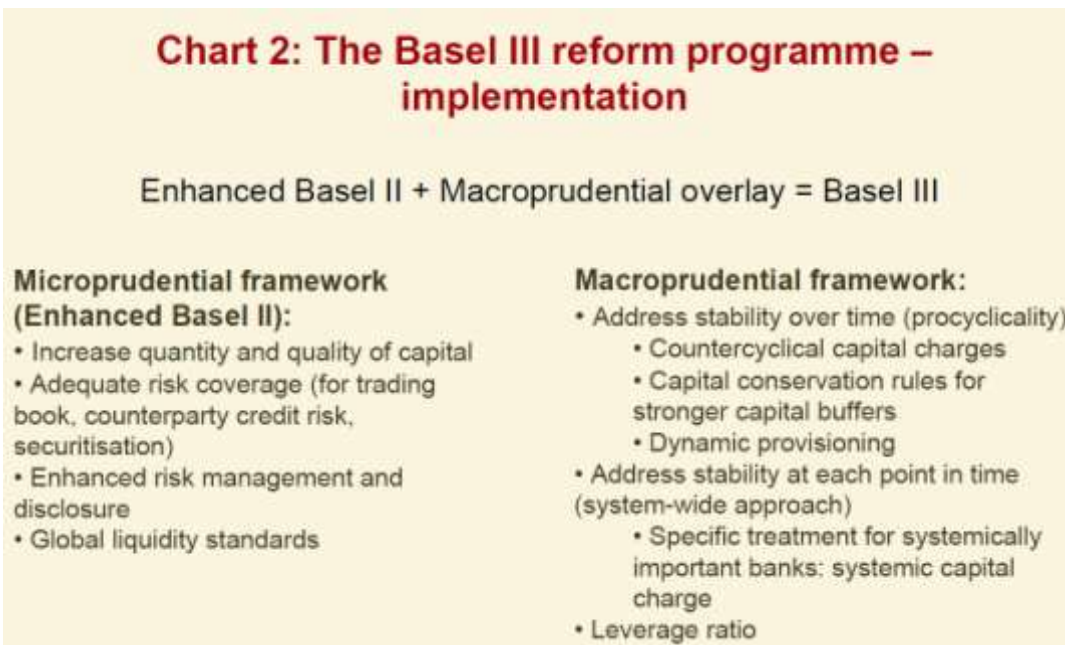 Chart 2: The Basel III reform programme –
implementation
Enhanced Basel II + Macroprudential overlay = Basel III
Microprudential framework
(Enhanced Basel II):
• Increase quantity and quality of capital
• Adequate risk coverage (for trading
book, counterparty credit risk,
securitisation)
• Enhanced risk management and
disclosure
• Global liquidity standards
Macroprudential framework:
• Address stability over time (procyclicality)
• Countercyclical capital charges
• Capital conservation rules for
stronger capital buffers
• Dynamic provisioning
• Address stability at each point in time
(system-wide approach)
• Specific treatment for systemically
important banks: systemic capital
charge
• Leverage ratio